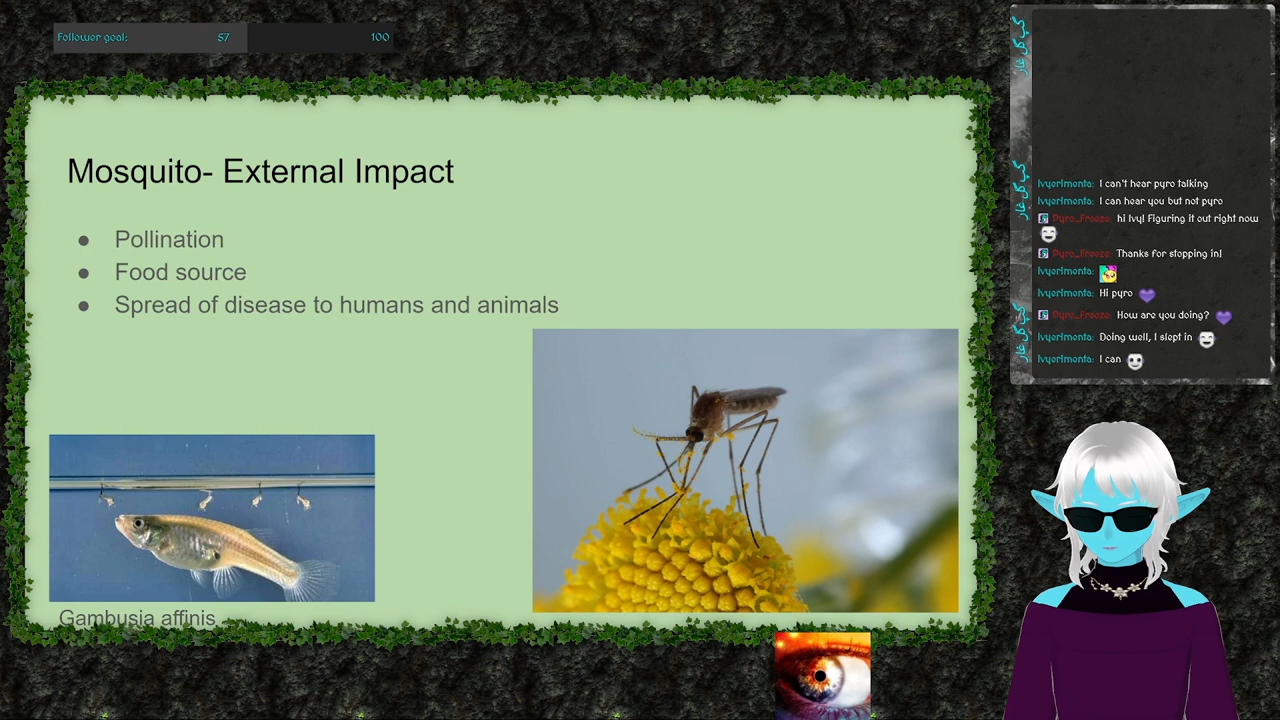 Follower goal: 57 100
Mosquito- External Impact
● Pollination
● Food source
● Spread of disease to humans and animals
Gambusia affinis
Ivyerimenta: I can't hear pyro talking
Ivyerimenta: I can hear you but not pyro
Pyro_Freeze: hi Ivy! Figuring it out right now
Pyro_Freeze: Thanks for stopping in!
Ivyerimenta:
Ivyerimenta: Hi pyro
Pyro_Freeze: How are you doing?
Ivyerimenta: Doing well, I slept in
Ivyerimenta: I can